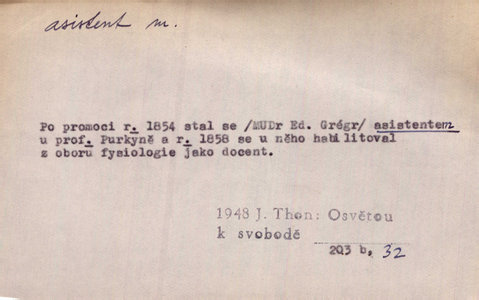 asistent m.
Po promoci r. 1854 stal se /MUDr Ed. Grégr/ asistentem
u prof. Purkyně a r. 1858 se u něho habilitoval
z oboru fysiologie jako docent.
1948 J. Thon: Osvětou
k svobodě
203 b, 32